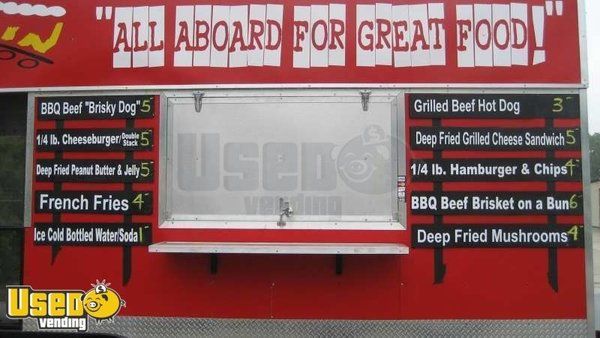 "ALL ABOARD FOR GREAT FOOD!"
BBQ Beef "Brisky Dog" 5
1/4 lb. Cheeseburger/Double Stack 5
Deep Fried Peanut Butter & Jelly 5
French Fries 4
Ice Cold Bottled Water/Soda 1
Used vending
Grilled Beef Hot Dog 3
Deep Fried Grilled Cheese Sandwich 5
1/4 lb. Hamburger & Chips 4
BBQ Beef Brisket on a Bun 6
Deep Fried Mushrooms 4
USED vending